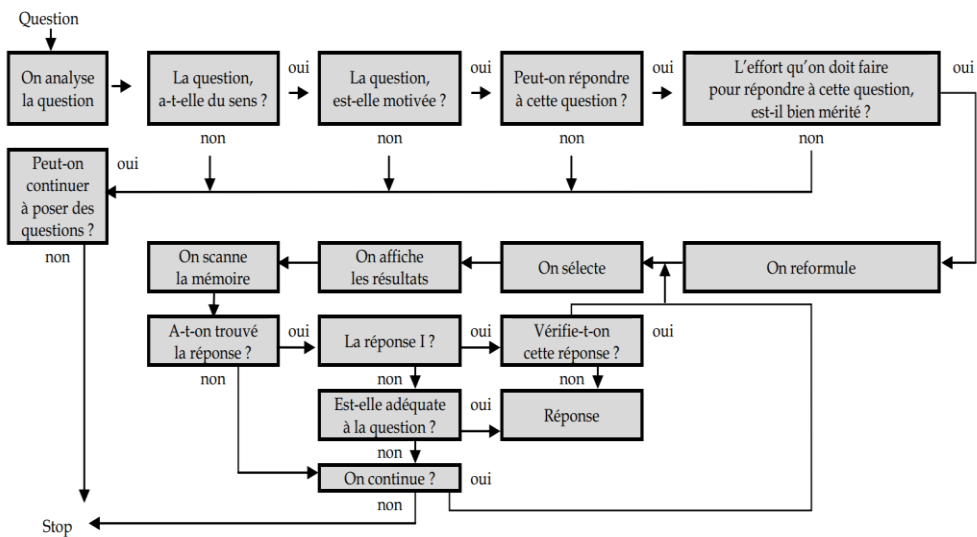 Question
On analyse
la question
La question,
a-t-elle du sens ?
oui
La question,
est-elle motivée ?
oui
Peut-on répondre
à cette question ?
oui
L'effort qu'on doit faire
pour répondre à cette question,
est-il bien mérité ?
oui
non
non
non
non
Peut-on
continuer
à poser des
questions ?
oui
non
On scanne
la mémoire
On affiche
les résultats
On sélecte
On reformule
A-t-on trouvé
la réponse ?
oui
La réponse I ?
oui
Vérifie-t-on
cette réponse ?
oui
non
non
non
Est-elle adéquate
à la question ?
oui
Réponse
non
On continue ?
oui
non
Stop